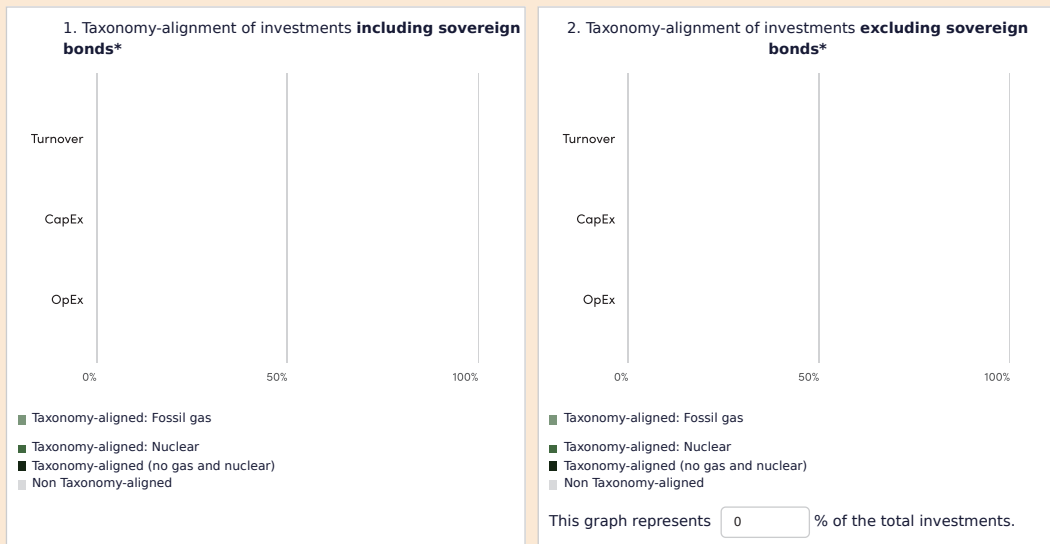 1. Taxonomy-alignment of investments including sovereign
bonds*
Turnover
CapEx
OpEx
0% 50% 100%
Taxonomy-aligned: Fossil gas
Taxonomy-aligned: Nuclear
Taxonomy-aligned (no gas and nuclear)
Non Taxonomy-aligned
2. Taxonomy-alignment of investments excluding sovereign
bonds*
Turnover
CapEx
OpEx
0% 50% 100%
Taxonomy-aligned: Fossil gas
Taxonomy-aligned: Nuclear
Taxonomy-aligned (no gas and nuclear)
Non Taxonomy-aligned
This graph represents 0 % of the total investments.